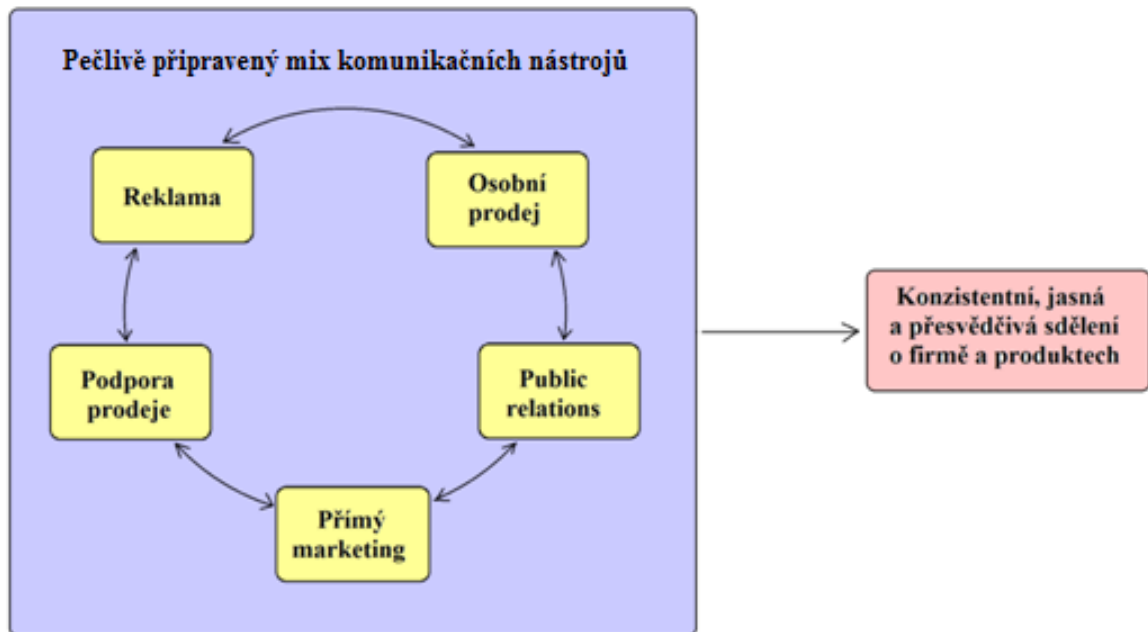 Pečlivě připravený mix komunikačních nástrojů
Reklama
Osobní
prodej
Podpora
prodeje
Public
relations
Přímý
marketing
Konzistentní, jasná
a přesvědčivá sdělení
o firmě a produktech